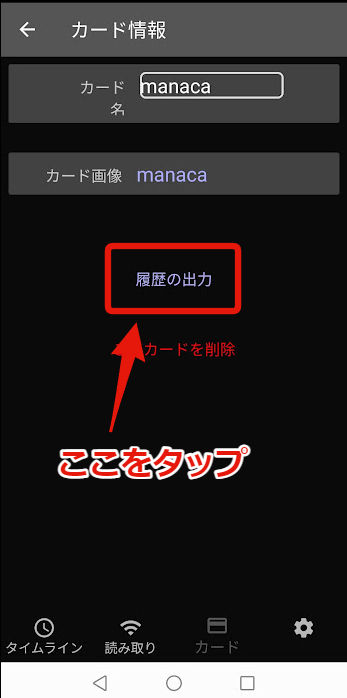 カード情報
カード
名
manaca
カード画像 manaca
履歴の出力
カードを削除
ここをタップ
タイムライン 読み取り カード